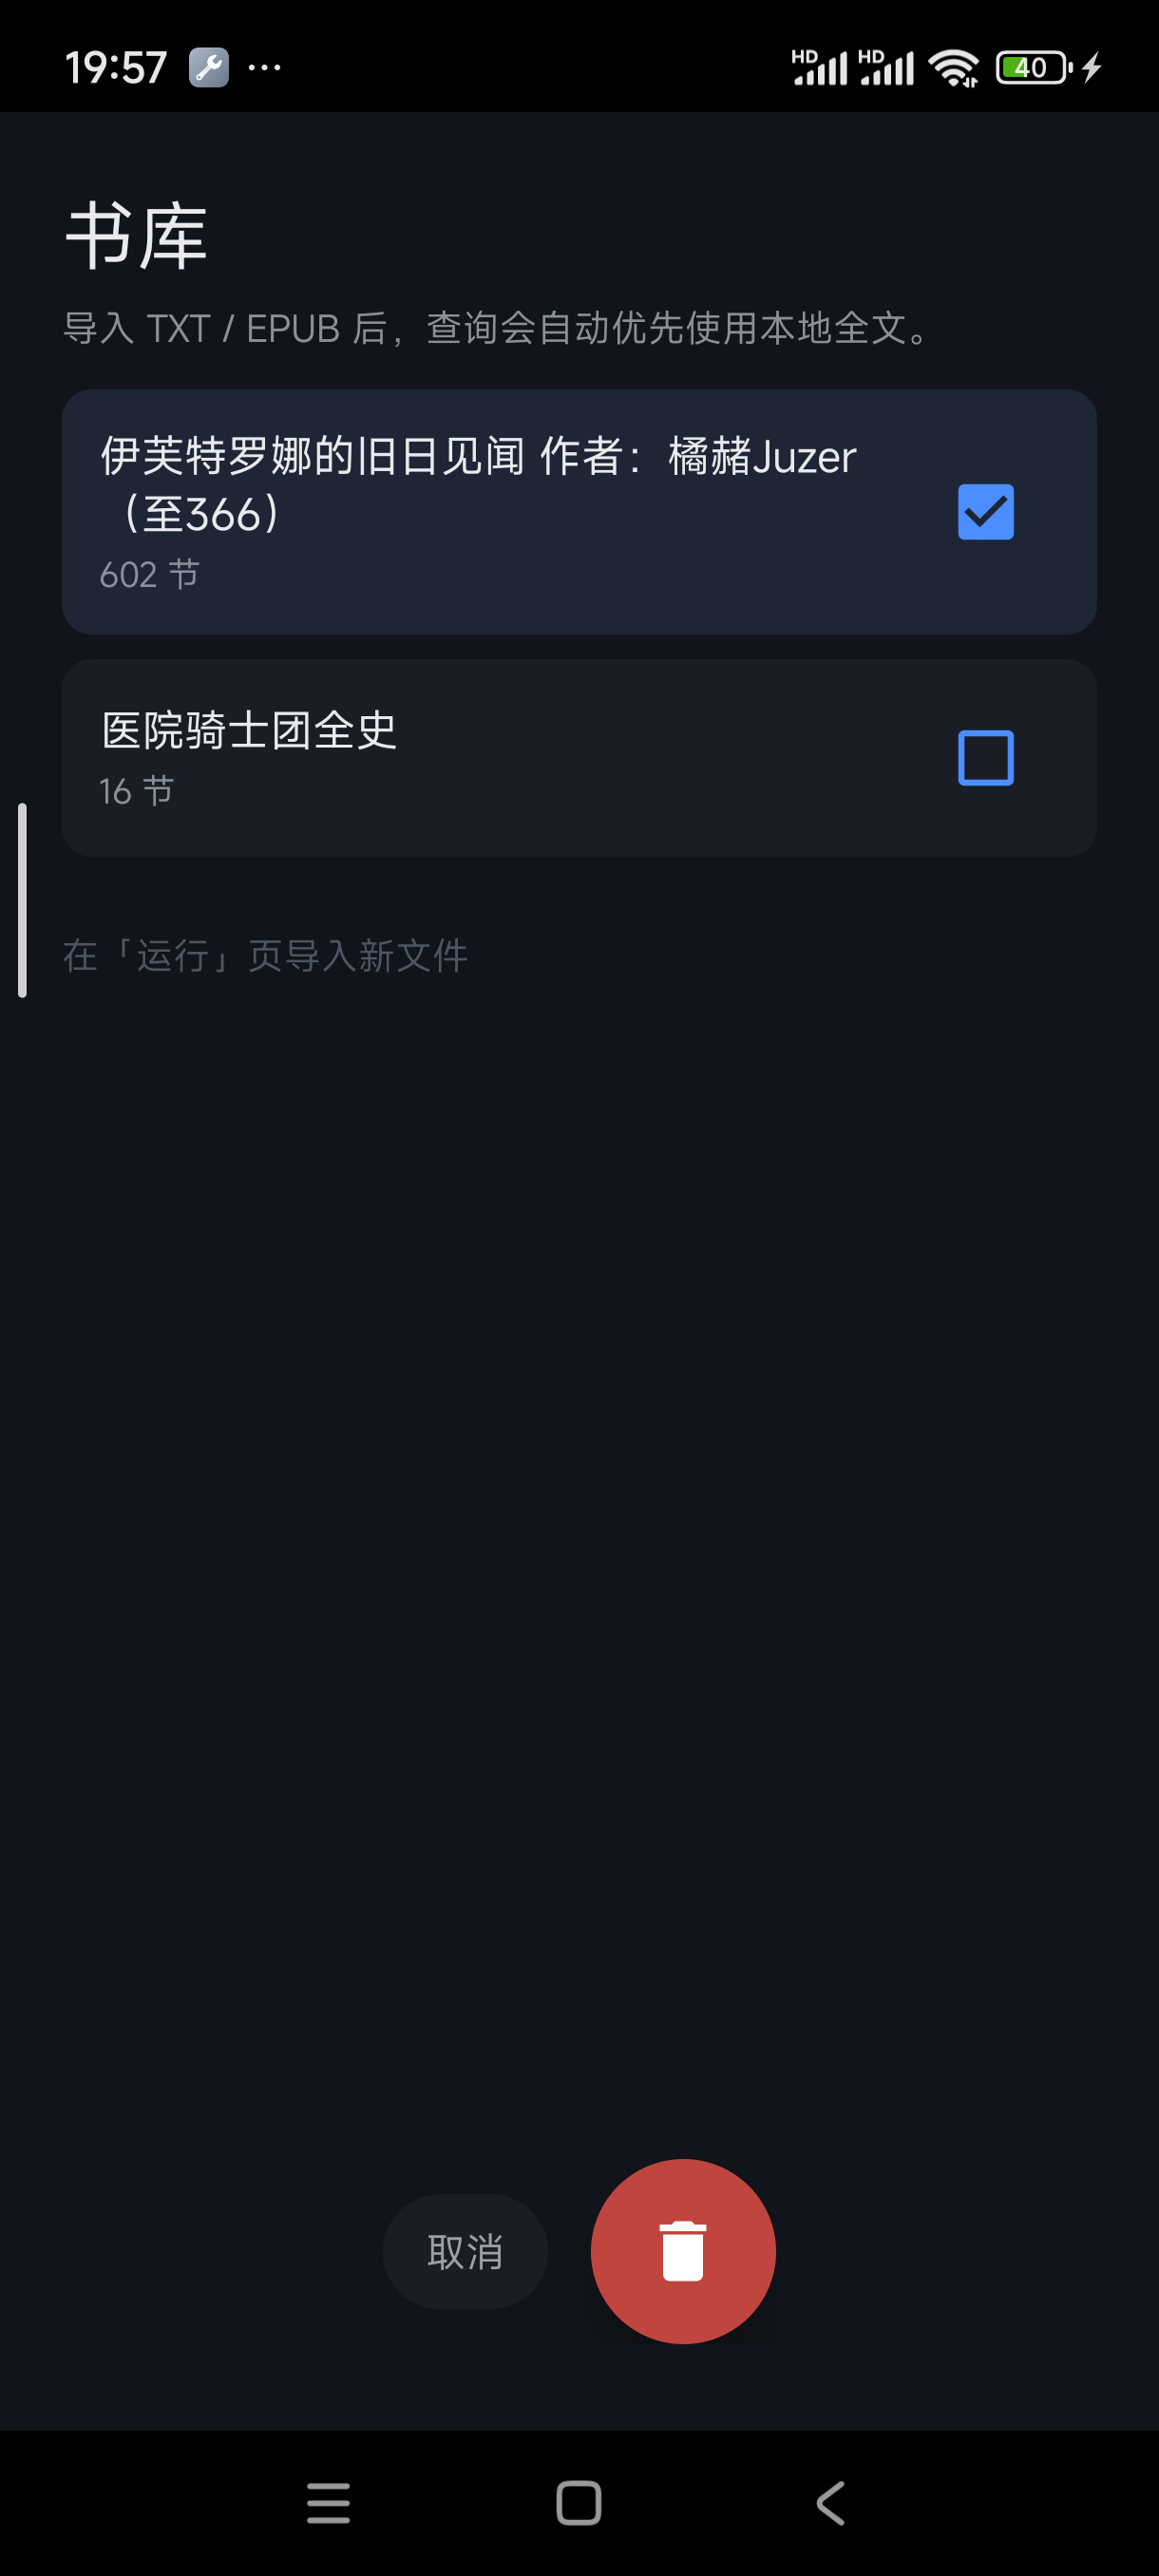 19:57
HD HD 40
书库
导入 TXT / EPUB 后，查询会自动优先使用本地全文。
伊芙特罗娜的旧日见闻 作者：橘赭Juzer
（至366）
602 节
医院骑士团全史
16 节
在「运行」页导入新文件
取消